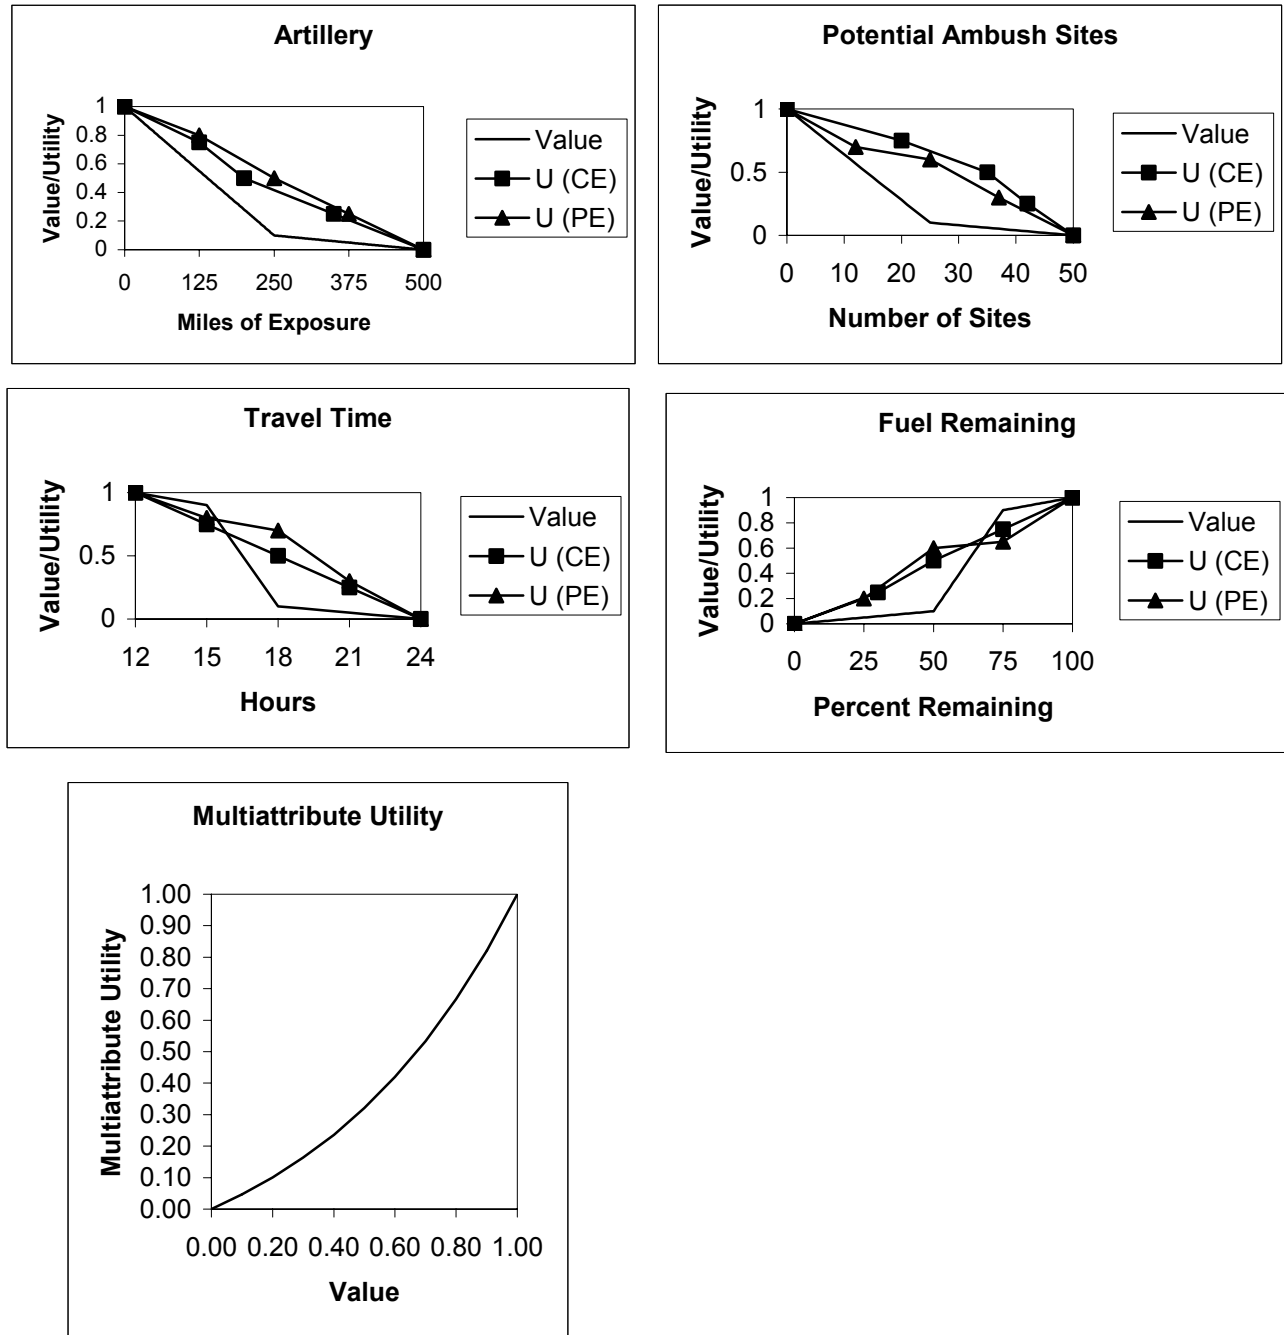 Artillery
Value/Utility
1
0.8
0.6
0.4
0.2
0
0 125 250 375 500
Miles of Exposure
Value
U (CE)
U (PE)
Potential Ambush Sites
Value/Utility
1
0.5
0
0 10 20 30 40 50
Number of Sites
Value
U (CE)
U (PE)
Travel Time
Value/Utility
1
0.5
0
12 15 18 21 24
Hours
Value
U (CE)
U (PE)
Fuel Remaining
Value/Utility
1
0.8
0.6
0.4
0.2
0
0 25 50 75 100
Percent Remaining
Value
U (CE)
U (PE)
Multiattribute Utility
Multiattribute Utility
1.00
0.90
0.80
0.70
0.60
0.50
0.40
0.30
0.20
0.10
0.00
0.00 0.20 0.40 0.60 0.80 1.00
Value